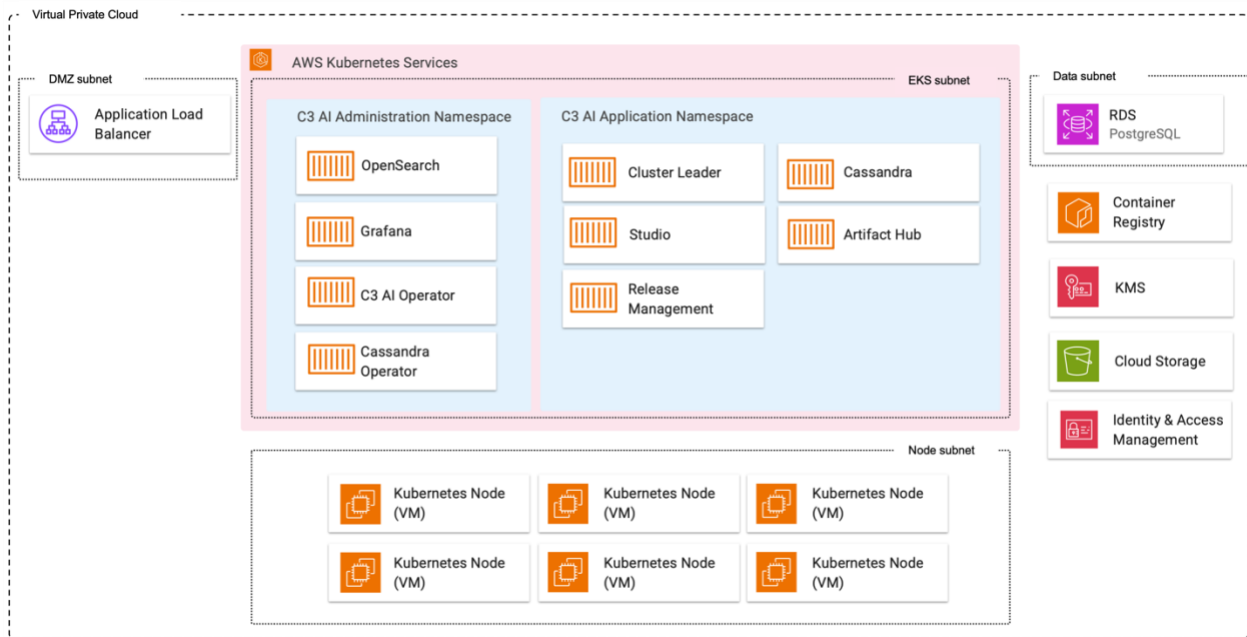 Virtual Private Cloud
DMZ subnet
Application Load
Balancer
AWS Kubernetes Services
EKS subnet
C3 AI Administration Namespace
OpenSearch
Grafana
C3 AI Operator
Cassandra
Operator
C3 AI Application Namespace
Cluster Leader
Cassandra
Studio
Artifact Hub
Release
Management
Data subnet
RDS
PostgreSQL
Container
Registry
KMS
Cloud Storage
Identity & Access
Management
Node subnet
Kubernetes Node
(VM)
Kubernetes Node
(VM)
Kubernetes Node
(VM)
Kubernetes Node
(VM)
Kubernetes Node
(VM)
Kubernetes Node
(VM)